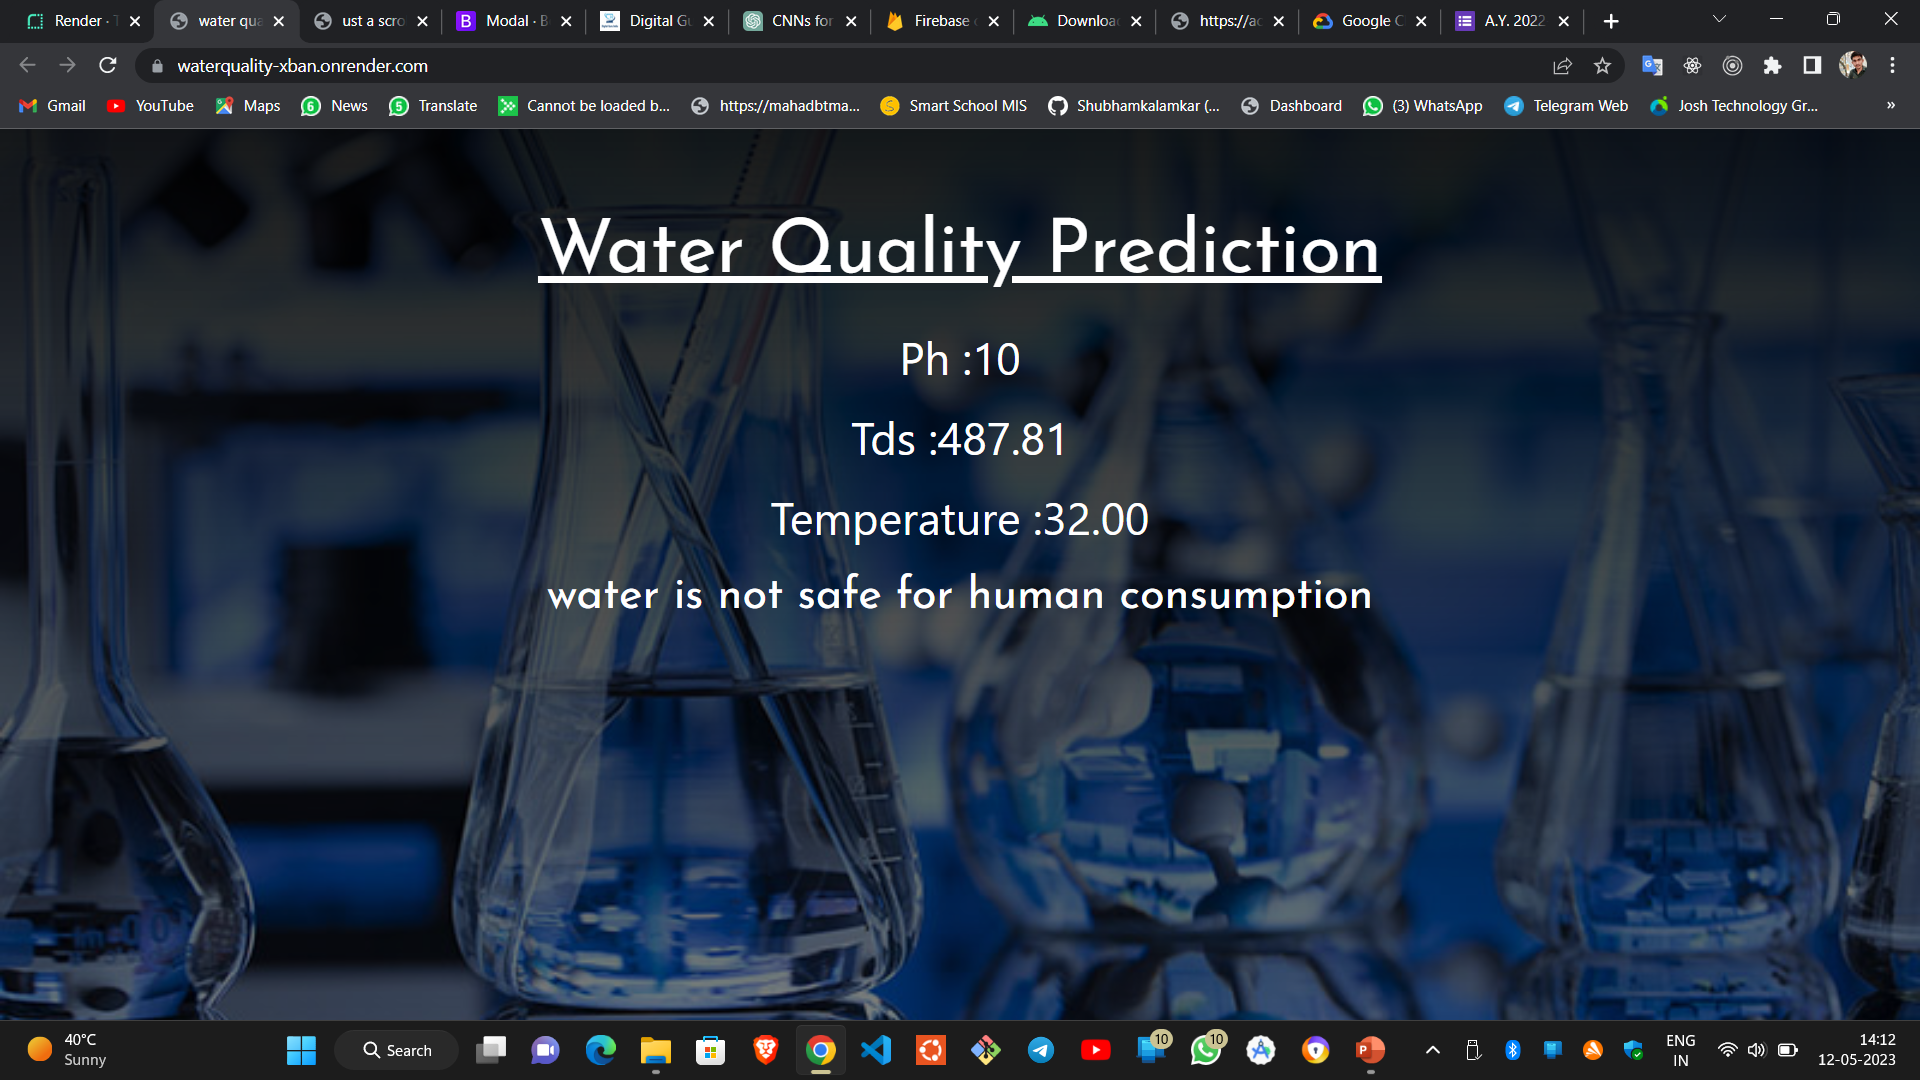 Render · T
water qua
ust a scro
Modal · B
Digital Gu
CNNs for
Firebase
Downloa
https://ac
Google C
A.Y. 2022
waterquality-xban.onrender.com
Gmail
YouTube
Maps
6 News
5 Translate
Cannot be loaded b...
https://mahadbtma...
S Smart School MIS
Shubhamkalamkar (...
Dashboard
(3) WhatsApp
Telegram Web
Josh Technology Gr...
»
Water Quality Prediction
Ph :10
Tds :487.81
Temperature :32.00
water is not safe for human consumption
40°C
Sunny
Search
10
10
ENG
IN
14:12
12-05-2023